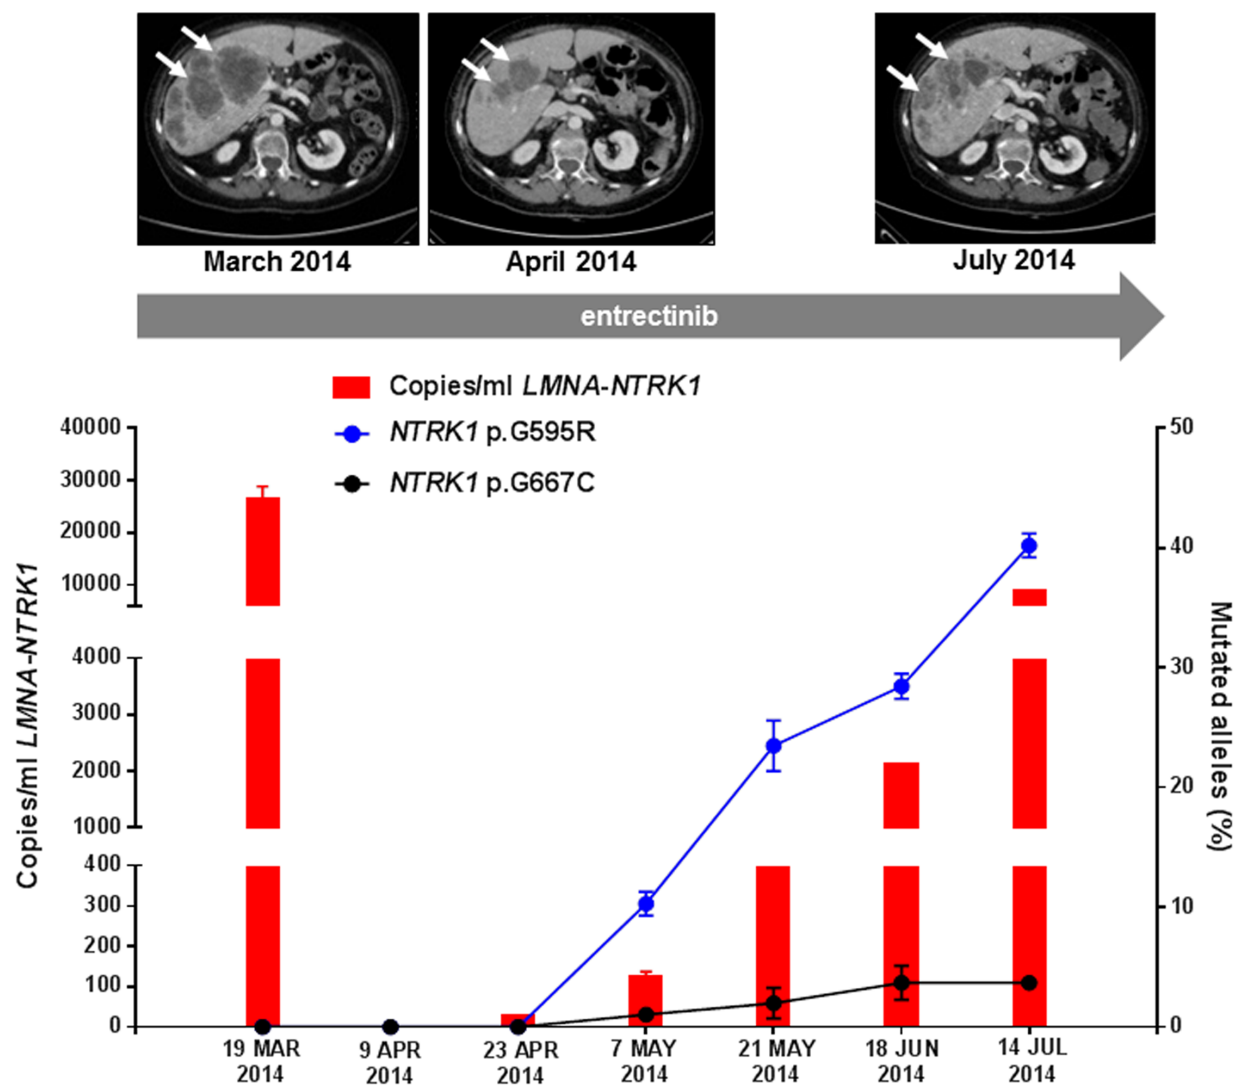 March 2014
April 2014
July 2014
entrectinib
Copies/ml LMNA-NTRK1
NTRK1 p.G595R
NTRK1 p.G667C
Copies/ml LMNA-NTRK1
40000
30000
20000
10000
4000
3000
2000
1000
400
300
200
100
0
50
40
30
20
10
0
Mutated alleles (%)
19 MAR
2014
9 APR
2014
23 APR
2014
7 MAY
2014
21 MAY
2014
18 JUN
2014
14 JUL
2014